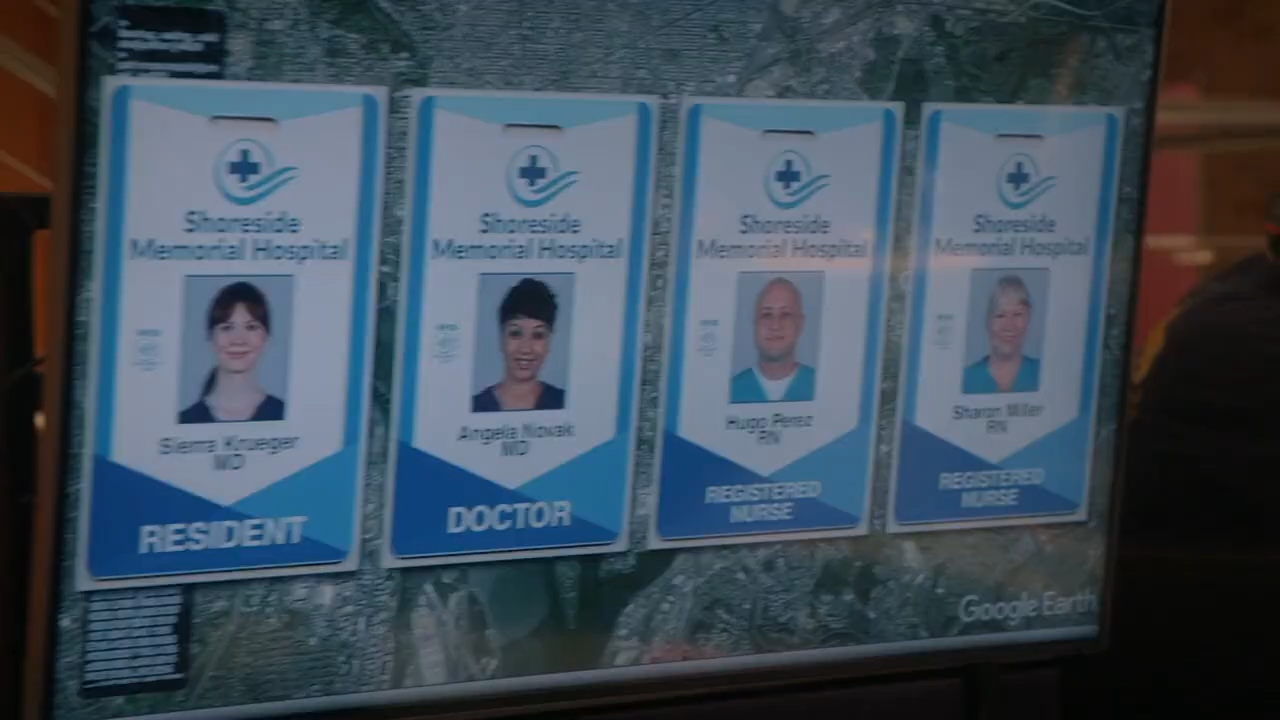 Shoreside
Memorial Hospital
Sierra Krueger
MD
RESIDENT
Shoreside
Memorial Hospital
Angela Novak
MD
DOCTOR
Shoreside
Memorial Hospital
Hugo Perez
RN
REGISTERED
NURSE
Shoreside
Memorial Hospital
Sharon Miller
RN
REGISTERED
NURSE
Google Earth